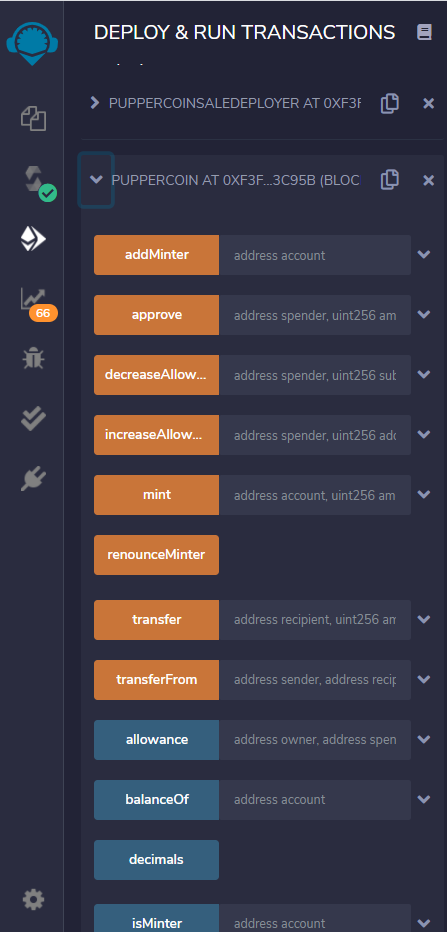 DEPLOY & RUN TRANSACTIONS
PUPPERCOINSALEDEPLOYER AT 0XF3F
PUPPERCOIN AT 0XF3F...3C95B (BLOC
addMinter address account
66
approve address spender, uint256 am
decreaseAllow... address spender, uint256 sub
increaseAllow... address spender, uint256 add
mint address account, uint256 am
renounceMinter
transfer address recipient, uint256 am
transferFrom address sender, address recip
allowance address owner, address spen
balanceOf address account
decimals
isMinter address account